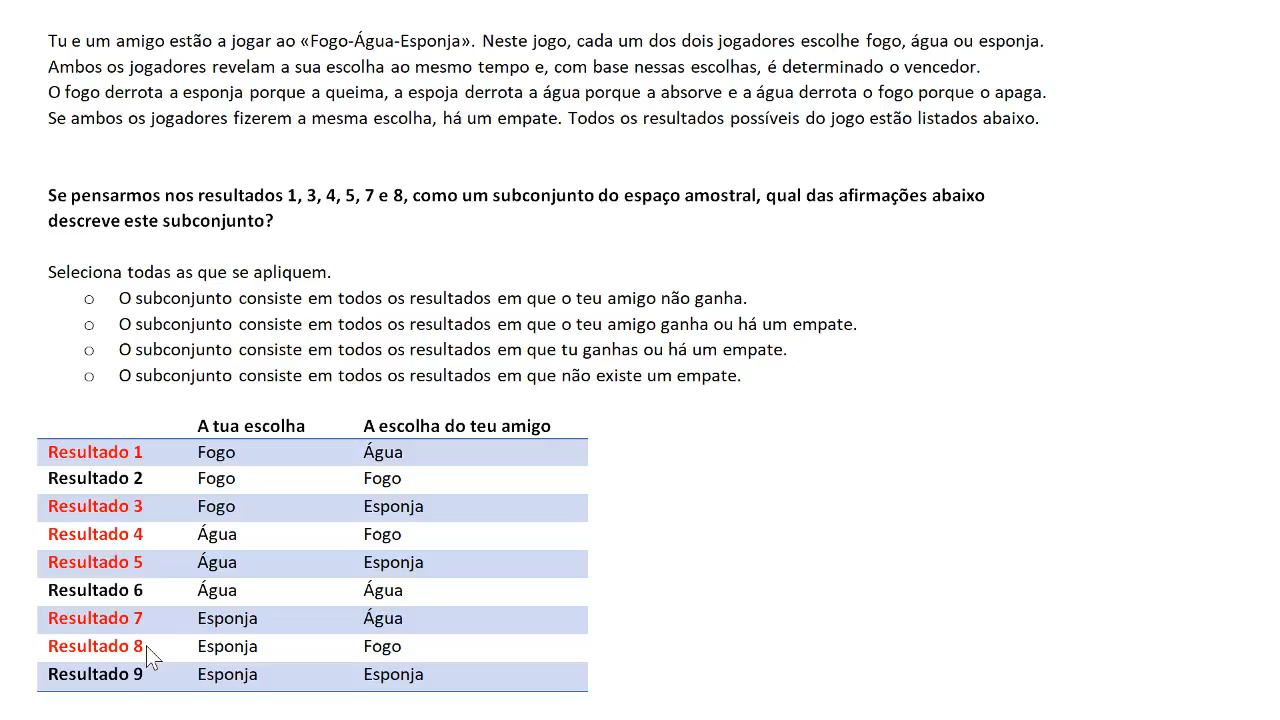 Tu e um amigo estão a jogar ao «Fogo-Água-Esponja». Neste jogo, cada um dos dois jogadores escolhe fogo, água ou esponja.
Ambos os jogadores revelam a sua escolha ao mesmo tempo e, com base nessas escolhas, é determinado o vencedor.
O fogo derrota a esponja porque a queima, a espoja derrota a água porque a absorve e a água derrota o fogo porque o apaga.
Se ambos os jogadores fizerem a mesma escolha, há um empate. Todos os resultados possíveis do jogo estão listados abaixo.
Se pensarmos nos resultados 1, 3, 4, 5, 7 e 8, como um subconjunto do espaço amostral, qual das afirmações abaixo
descreve este subconjunto?
Seleciona todas as que se apliquem.
o O subconjunto consiste em todos os resultados em que o teu amigo não ganha.
o O subconjunto consiste em todos os resultados em que o teu amigo ganha ou há um empate.
o O subconjunto consiste em todos os resultados em que tu ganhas ou há um empate.
o O subconjunto consiste em todos os resultados em que não existe um empate.
A tua escolha A escolha do teu amigo
Resultado 1 Fogo Água
Resultado 2 Fogo Fogo
Resultado 3 Fogo Esponja
Resultado 4 Água Fogo
Resultado 5 Água Esponja
Resultado 6 Água Água
Resultado 7 Esponja Água
Resultado 8 Esponja Fogo
Resultado 9 Esponja Esponja